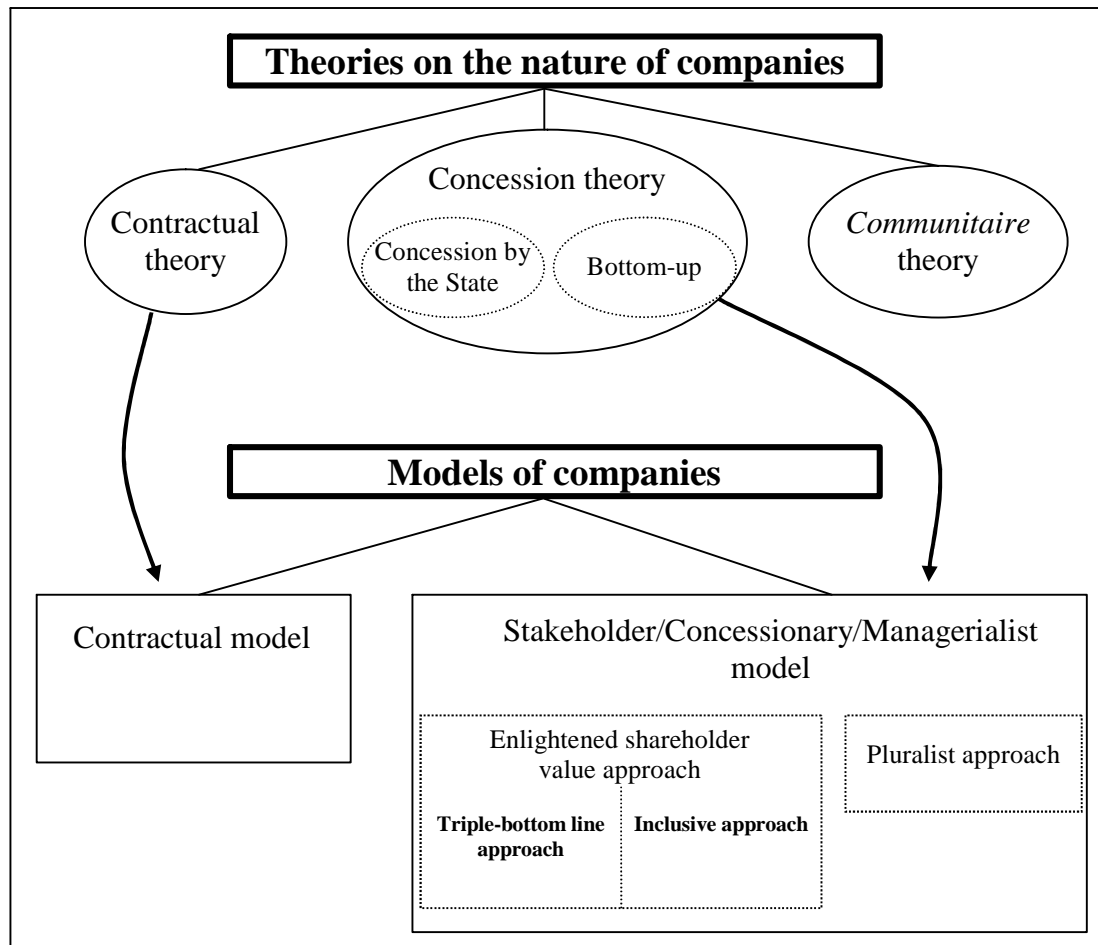 Theories on the nature of companies
Contractual
theory
Concession theory
Concession by
the State
Bottom-up
Communitaire
theory
Models of companies
Contractual model
Stakeholder/Concessionary/Managerialist
model
Enlightened shareholder
value approach
Triple-bottom line
approach
Inclusive approach
Pluralist approach